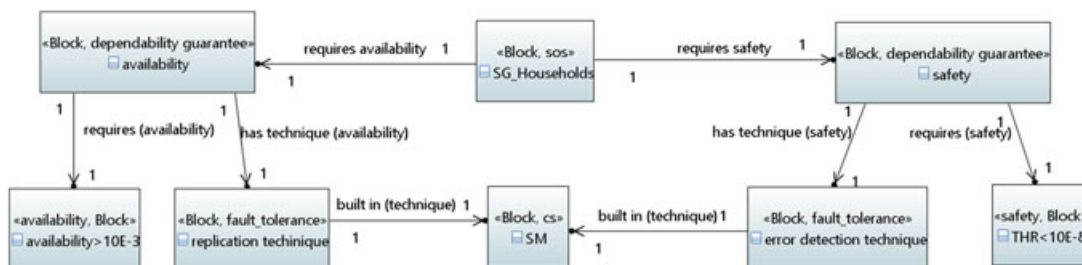 «Block, dependability guarantee»
availability
requires availability
1
1
«Block, sos»
SG_Households
requires safety
1
1
«Block, dependability guarantee»
safety
1
requires (availability)
1
1
has technique (availability)
1
1
has technique (safety)
1
1
requires (safety)
1
«availability, Block»
availability>10E-3
«Block, fault_tolerance»
replication techinique
built in (technique)
1
1
«Block, cs»
SM
built in (technique)
1
1
«Block, fault_tolerance»
error detection technique
«safety, Block»
THR<10E-8